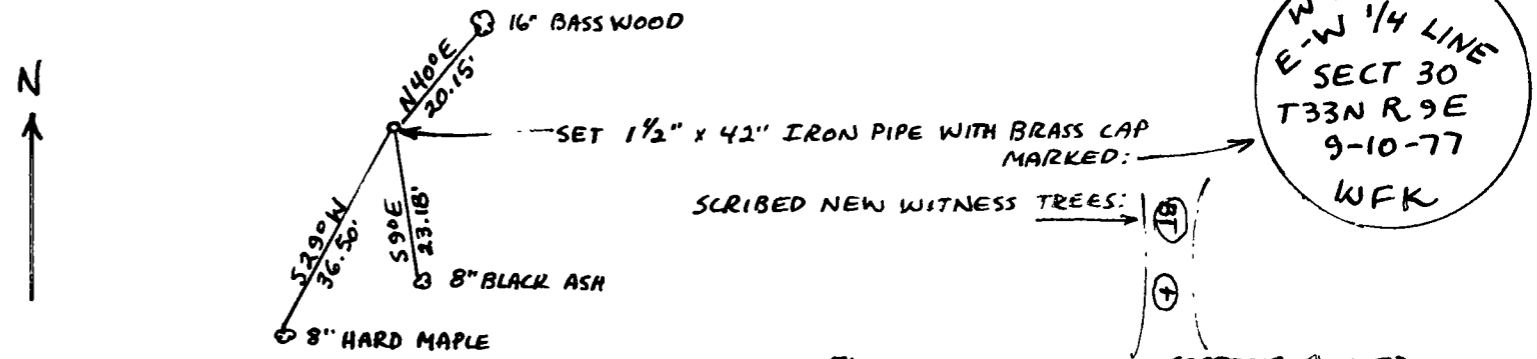 16" BASSWOOD
N
N40°E
20.15'
SET 1½" x 42" IRON PIPE WITH BRASS CAP
MARKED:
W
E-W 1/4 LINE
SECT 30
T33N R 9E
9-10-77
WFK
SCRIBED NEW WITNESS TREES:
BT
S29°W
36.50'
S9°E
23.18'
8" BLACK ASH
8" HARD MAPLE